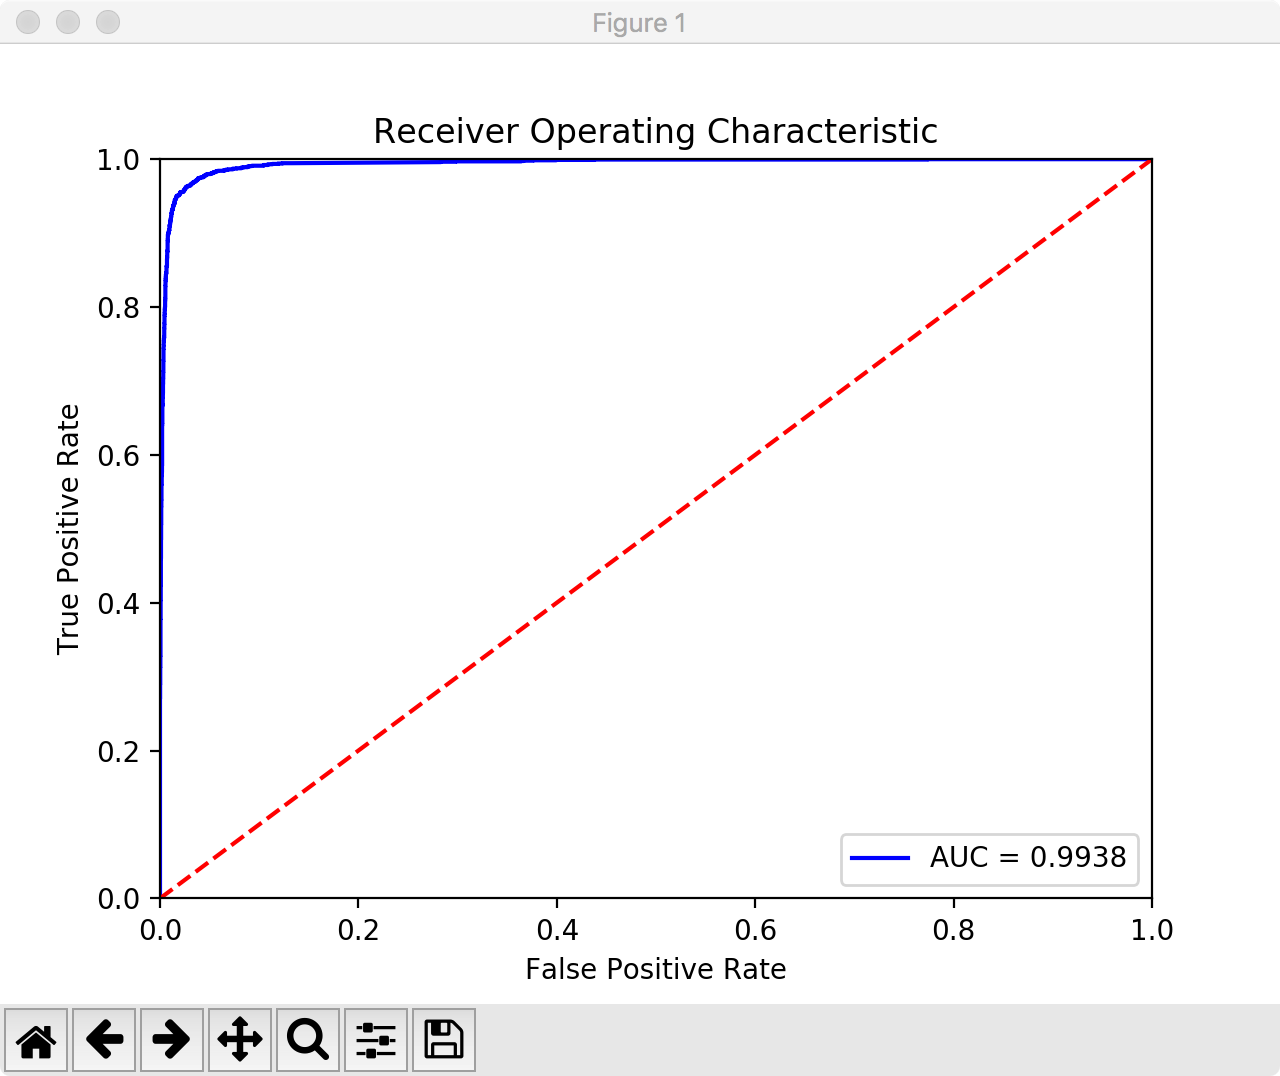 Figure 1
Receiver Operating Characteristic
1.0
0.8
0.6
0.4
0.2
0.0
True Positive Rate
AUC = 0.9938
0.0 0.2 0.4 0.6 0.8 1.0
False Positive Rate